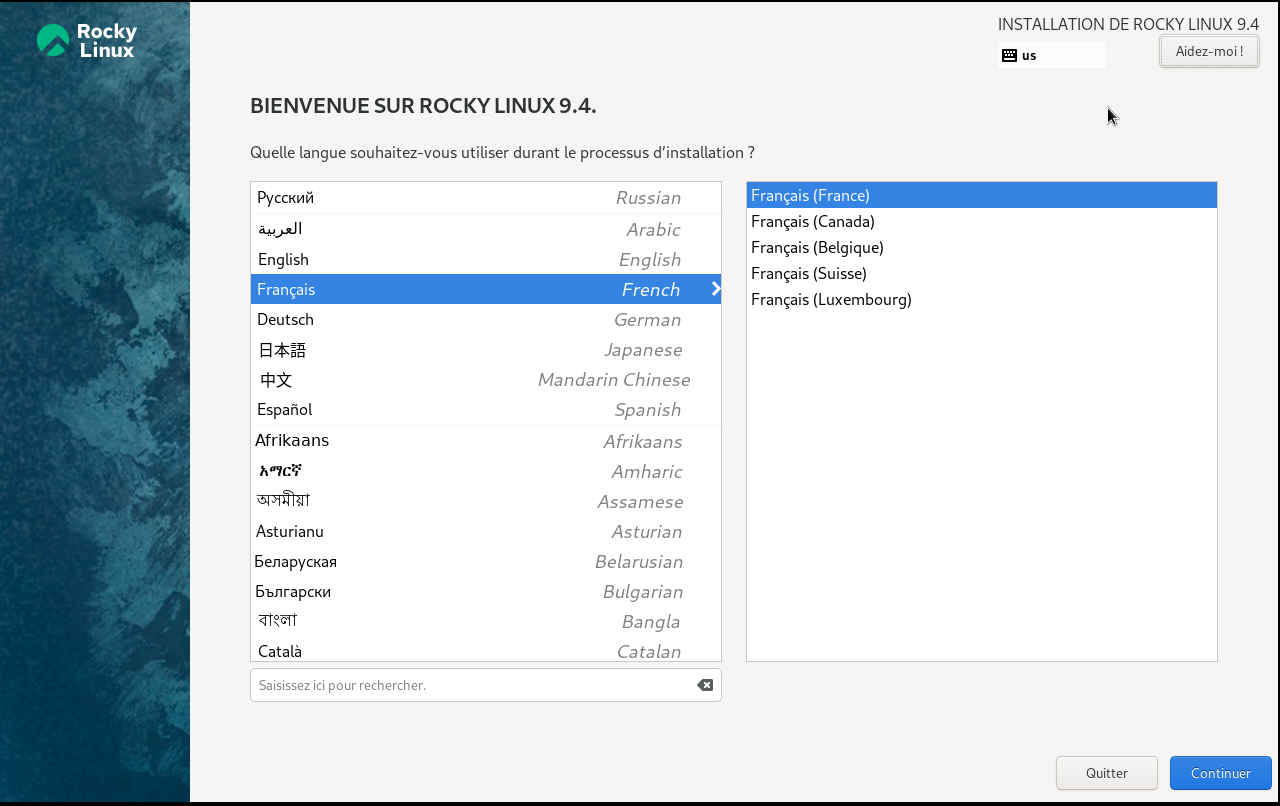 Rocky
Linux
INSTALLATION DE ROCKY LINUX 9.4
us
Aidez-moi !
BIENVENUE SUR ROCKY LINUX 9.4.
Quelle langue souhaitez-vous utiliser durant le processus d’installation ?
Русский Russian
العربية Arabic
English English
Français French
Deutsch German
日本語 Japanese
中文 Mandarin Chinese
Español Spanish
Afrikaans Afrikaans
አማርኛ Amharic
অসমীয়া Assamese
Asturianu Asturian
Беларуская Belarusian
Български Bulgarian
বাংলা Bangla
Català Catalan
Français (France)
Français (Canada)
Français (Belgique)
Français (Suisse)
Français (Luxembourg)
Saisissez ici pour rechercher.
Quitter
Continuer